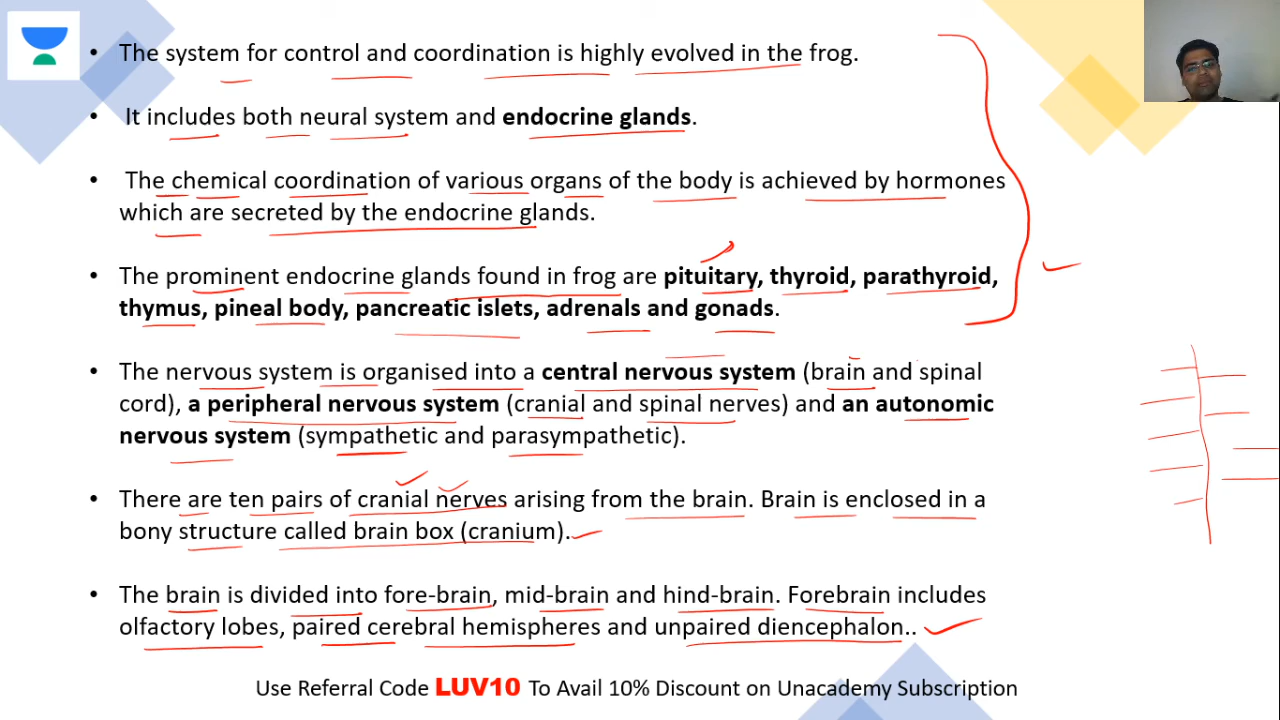 • The system for control and coordination is highly evolved in the frog.
• It includes both neural system and endocrine glands.
• The chemical coordination of various organs of the body is achieved by hormones
which are secreted by the endocrine glands.
• The prominent endocrine glands found in frog are pituitary, thyroid, parathyroid,
thymus, pineal body, pancreatic islets, adrenals and gonads.
• The nervous system is organised into a central nervous system (brain and spinal
cord), a peripheral nervous system (cranial and spinal nerves) and an autonomic
nervous system (sympathetic and parasympathetic).
• There are ten pairs of cranial nerves arising from the brain. Brain is enclosed in a
bony structure called brain box (cranium).
• The brain is divided into fore-brain, mid-brain and hind-brain. Forebrain includes
olfactory lobes, paired cerebral hemispheres and unpaired diencephalon..
Use Referral Code LUV10 To Avail 10% Discount on Unacademy Subscription